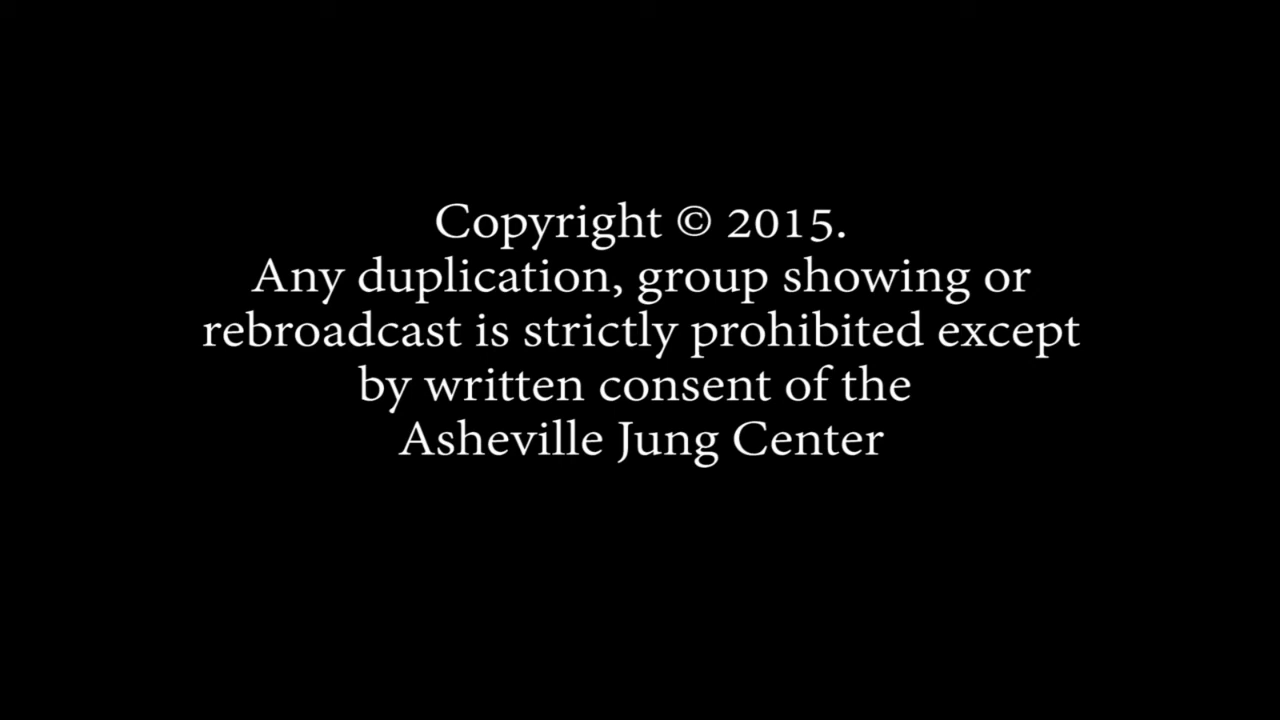 Copyright © 2015.
Any duplication, group showing or
rebroadcast is strictly prohibited except
by written consent of the
Asheville Jung Center